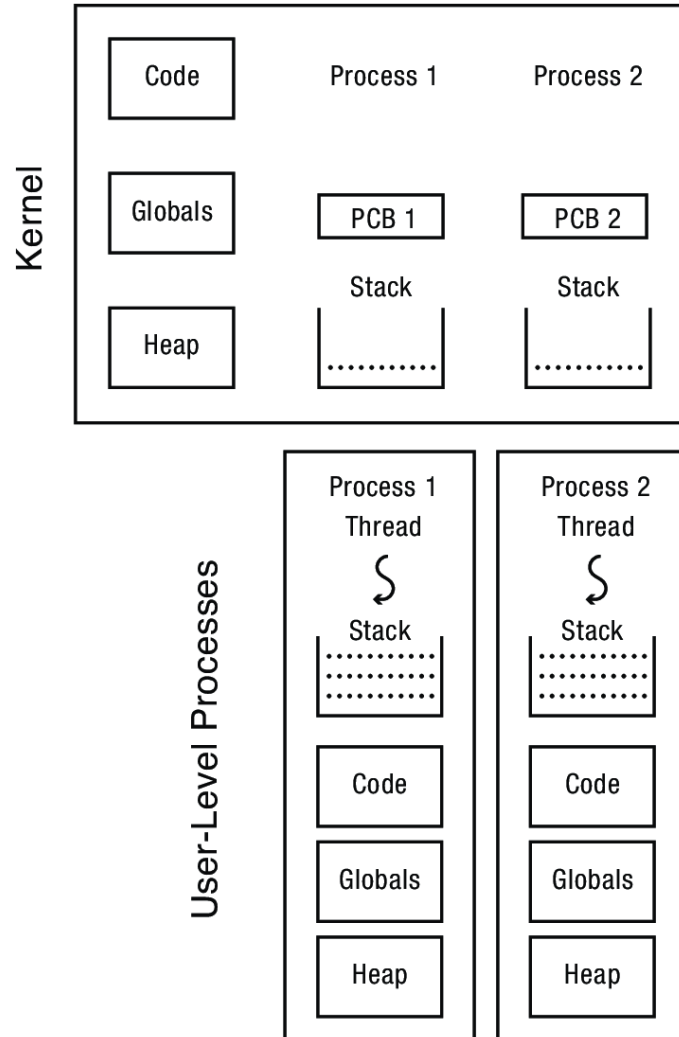 Kernel
Code
Process 1
Process 2
Globals
PCB 1
PCB 2
Stack
Stack
Heap
User-Level Processes
Process 1
Thread
Stack
Code
Globals
Heap
Process 2
Thread
Stack
Code
Globals
Heap